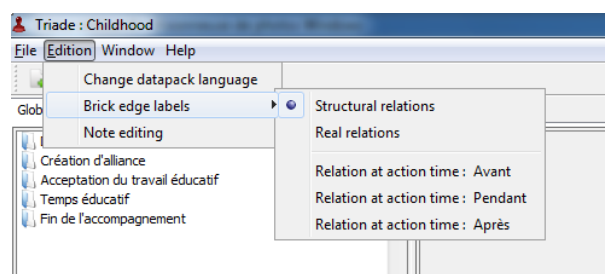 Triade : Childhood
File Edition Window Help
Change datapack language
Glob
Brick edge labels
Structural relations
Note editing
Real relations
Création d'alliance
Acceptation du travail éducatif
Relation at action time : Avant
Temps éducatif
Relation at action time : Pendant
Fin de l'accompagnement
Relation at action time : Après